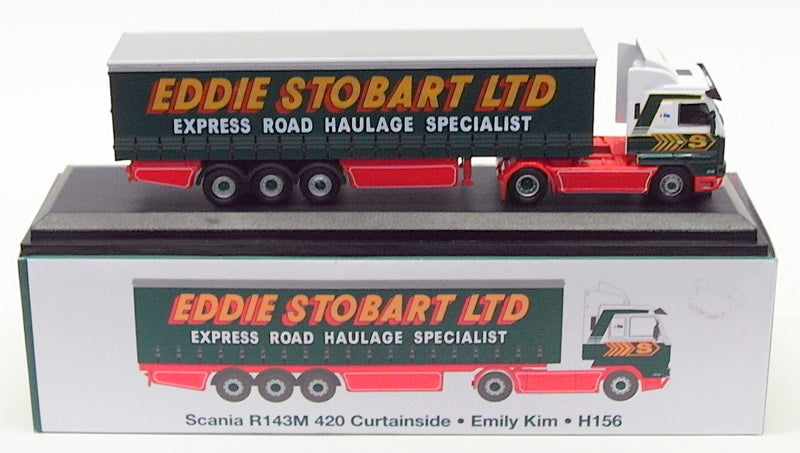 EDDIE STOBART LTD
EXPRESS ROAD HAULAGE SPECIALIST
S
EDDIE STOBART LTD
EXPRESS ROAD HAULAGE SPECIALIST
S
Scania R143M 420 Curtainside • Emily Kim • H156